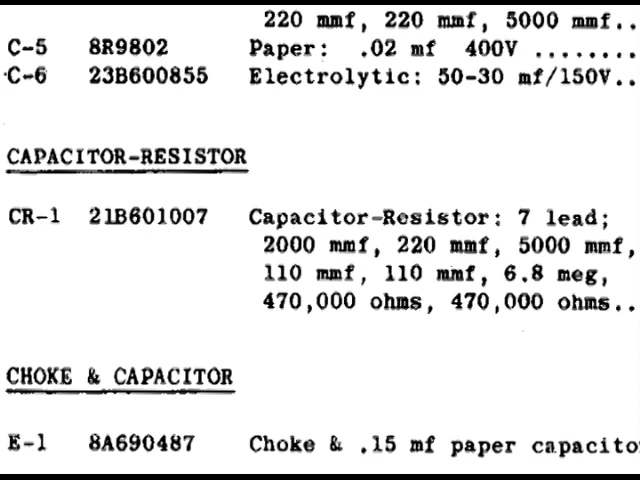 220 mmf, 220 mmf, 5000 mmf..
C-5 8R9802 Paper: .02 mf 400V ........
C-6 23B600855 Electrolytic: 50-30 mf/150V..
CAPACITOR-RESISTOR
CR-1 21B601007 Capacitor-Resistor: 7 lead;
2000 mmf, 220 mmf, 5000 mmf,
110 mmf, 110 mmf, 6.8 meg,
470,000 ohms, 470,000 ohms..
CHOKE & CAPACITOR
E-1 8A690487 Choke & .15 mf paper capacito